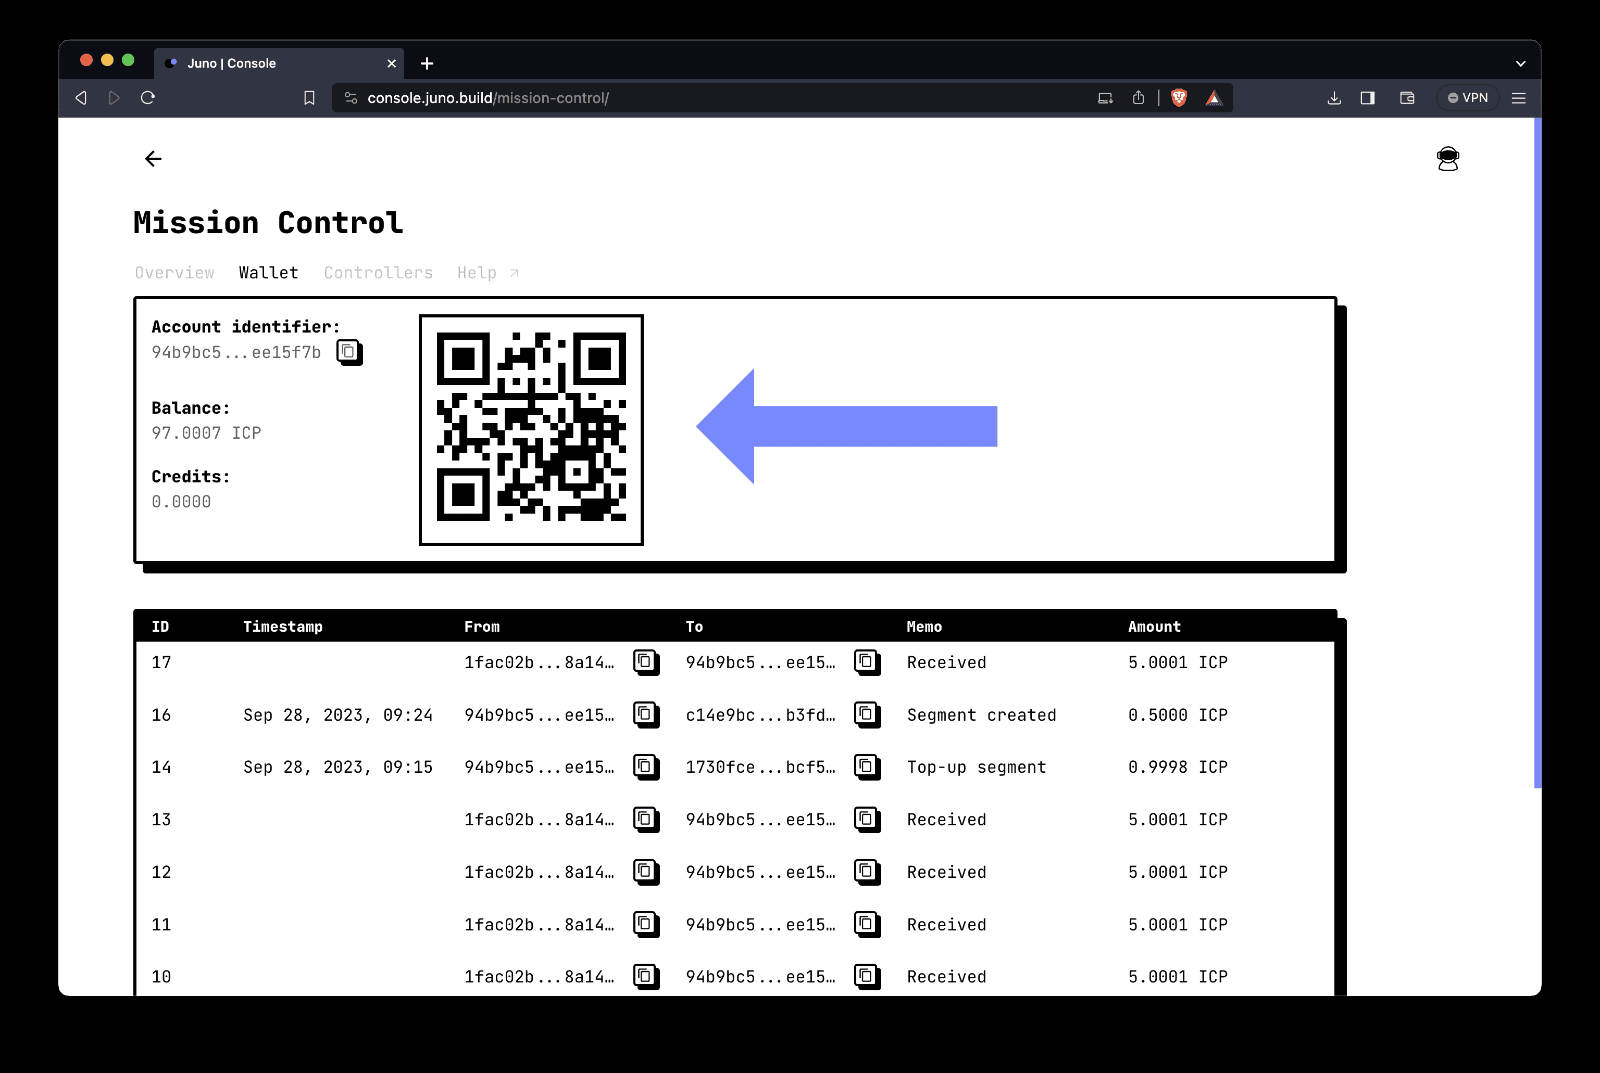 Juno | Console
console.juno.build/mission-control/
VPN
Mission Control
Overview Wallet Controllers Help
Account identifier:
94b9bc5...ee15f7b
Balance:
97.0007 ICP
Credits:
0.0000
ID Timestamp From To Memo Amount
17 1fac02b...8a14… 94b9bc5...ee15… Received 5.0001 ICP
16 Sep 28, 2023, 09:24 94b9bc5...ee15… c14e9bc...b3fd… Segment created 0.5000 ICP
14 Sep 28, 2023, 09:15 94b9bc5...ee15… 1730fce...bcf5… Top-up segment 0.9998 ICP
13 1fac02b...8a14… 94b9bc5...ee15… Received 5.0001 ICP
12 1fac02b...8a14… 94b9bc5...ee15… Received 5.0001 ICP
11 1fac02b...8a14… 94b9bc5...ee15… Received 5.0001 ICP
10 1fac02b...8a14… 94b9bc5...ee15… Received 5.0001 ICP